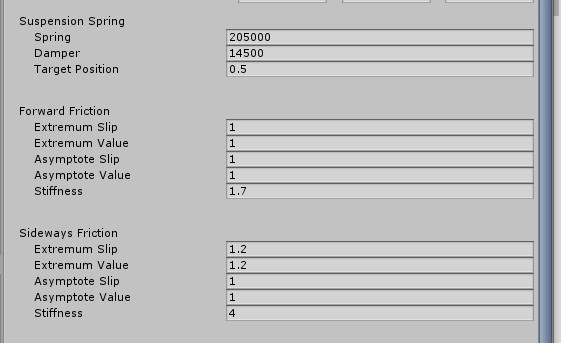 Suspension Spring
Spring 205000
Damper 14500
Target Position 0.5
Forward Friction
Extremum Slip 1
Extremum Value 1
Asymptote Slip 1
Asymptote Value 1
Stiffness 1.7
Sideways Friction
Extremum Slip 1.2
Extremum Value 1.2
Asymptote Slip 1
Asymptote Value 1
Stiffness 4